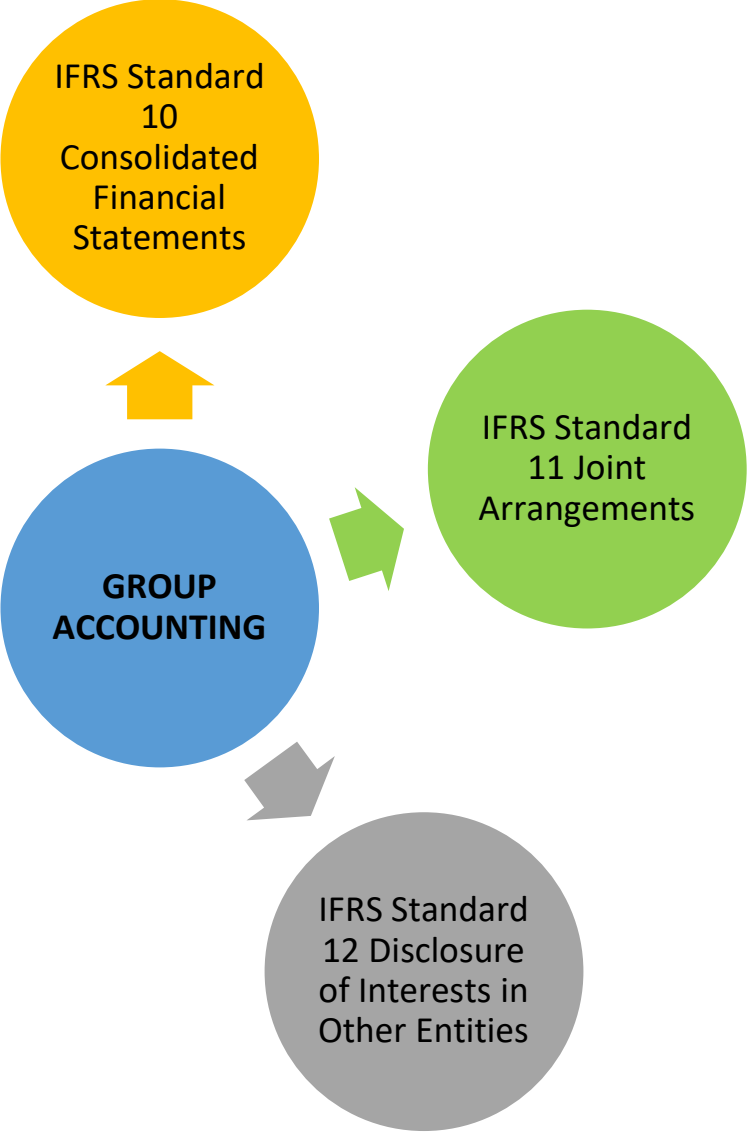 IFRS Standard
10
Consolidated
Financial
Statements
IFRS Standard
11 Joint
Arrangements
GROUP
ACCOUNTING
IFRS Standard
12 Disclosure
of Interests in
Other Entities